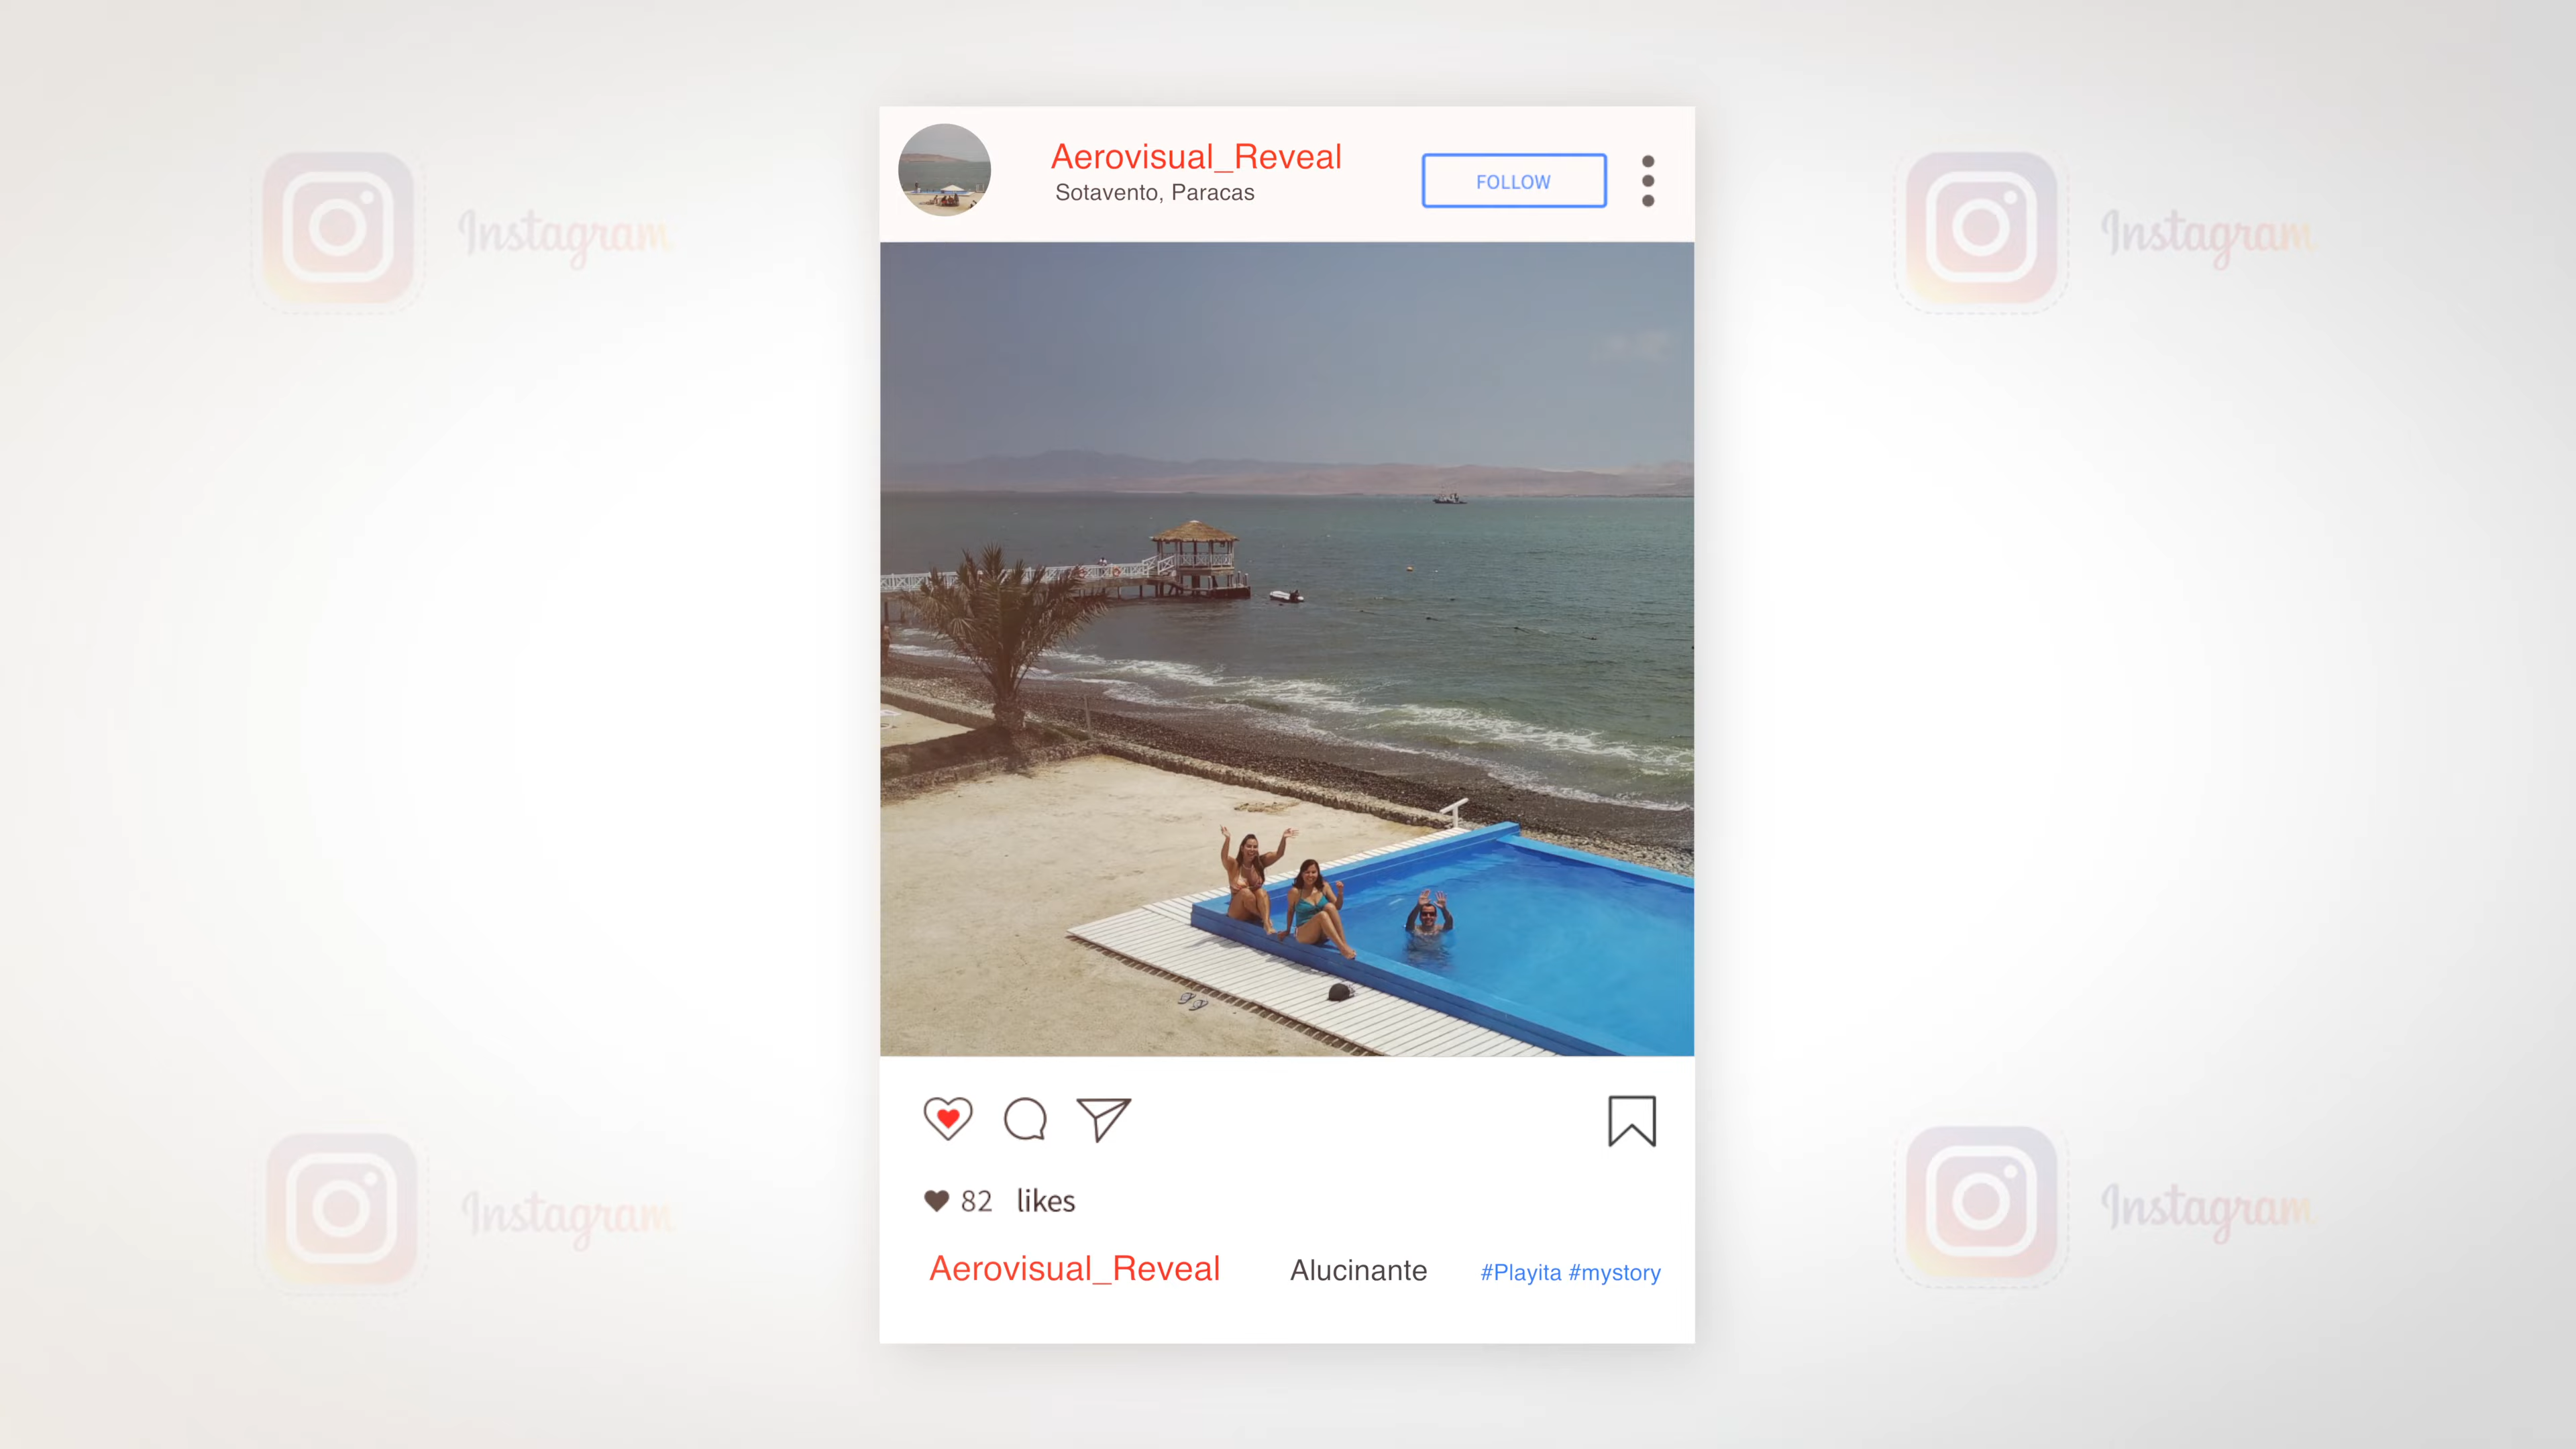 Aerovisual_Reveal
Sotavento, Paracas
FOLLOW
Instagram
Instagram
82 likes
Aerovisual_Reveal Alucinante #Playita #mystory
Instagram
Instagram